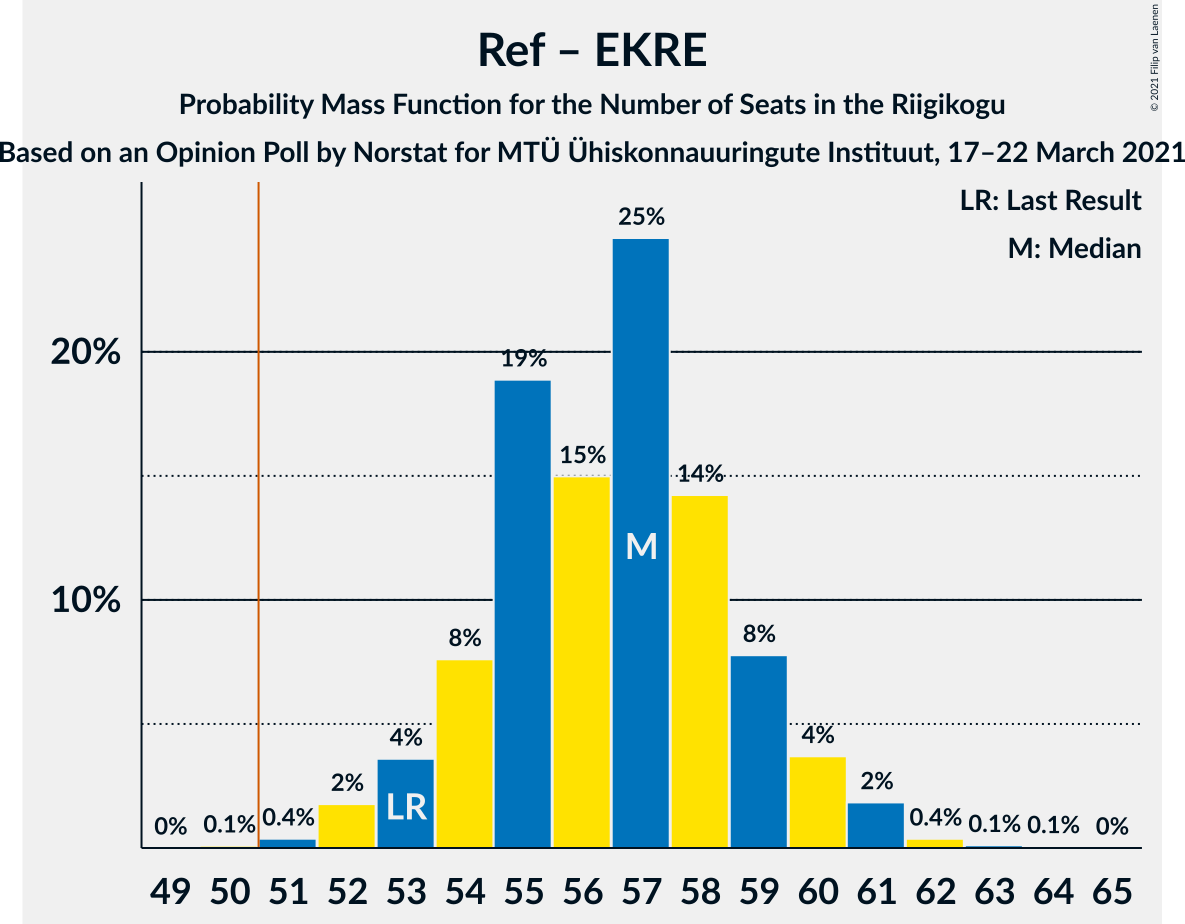 Ref – EKRE
Probability Mass Function for the Number of Seats in the Riigikogu
Based on an Opinion Poll by Norstat for MTÜ Ühiskonnauuringute Instituut, 17–22 March 2021
© 2021 Filip van Laenen
LR: Last Result
M: Median
25%
20%
19%
15%
14%
M
10%
8%
8%
4%
4%
2%
2%
LR
0%
0.1%
0.4%
0.4%
0.1%
0.1%
0%
49 50 51 52 53 54 55 56 57 58 59 60 61 62 63 64 65